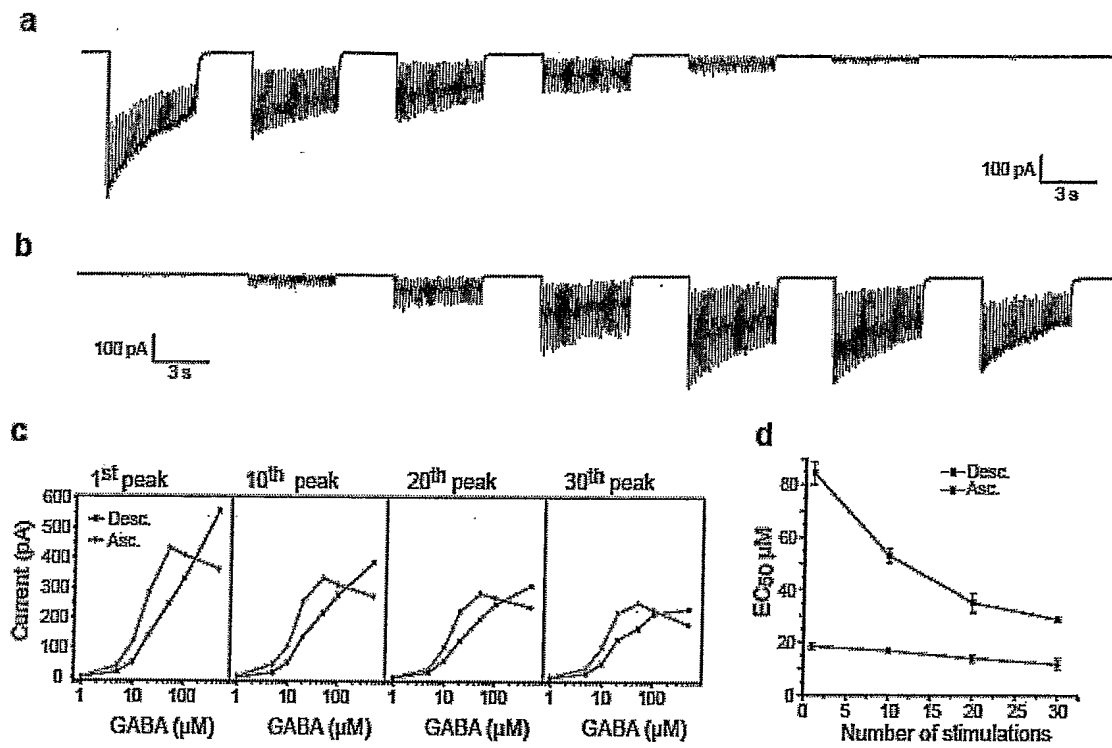 a
100 pA
3 s
b
100 pA
3 s
c
1st peak
10th peak
20th peak
30th peak
Desc.
Asc.
Current (pA)
600
500
400
300
200
100
0
1 10 100
1 10 100
1 10 100
1 10 100
GABA (µM)
GABA (µM)
GABA (µM)
GABA (µM)
d
Desc.
Asc.
EC50 µM
80
60
40
20
0
0 5 10 15 20 25 30
Number of stimulations